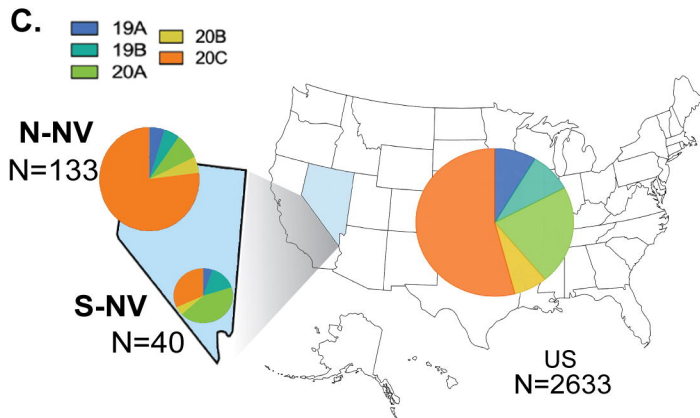 C.
19A
19B
20A
20B
20C
N-NV
N=133
S-NV
N=40
US
N=2633